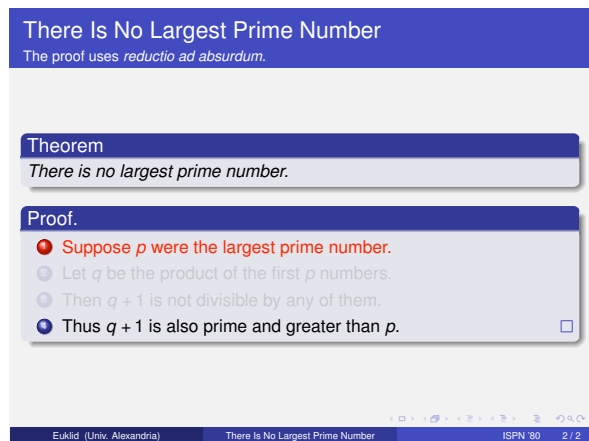 There Is No Largest Prime Number
The proof uses reductio ad absurdum.
Theorem
There is no largest prime number.
Proof.
1 Suppose p were the largest prime number.
2 Let q be the product of the first p numbers.
3 Then q + 1 is not divisible by any of them.
4 Thus q + 1 is also prime and greater than p.
Euklid (Univ. Alexandria) There Is No Largest Prime Number ISPN '80 2 / 2